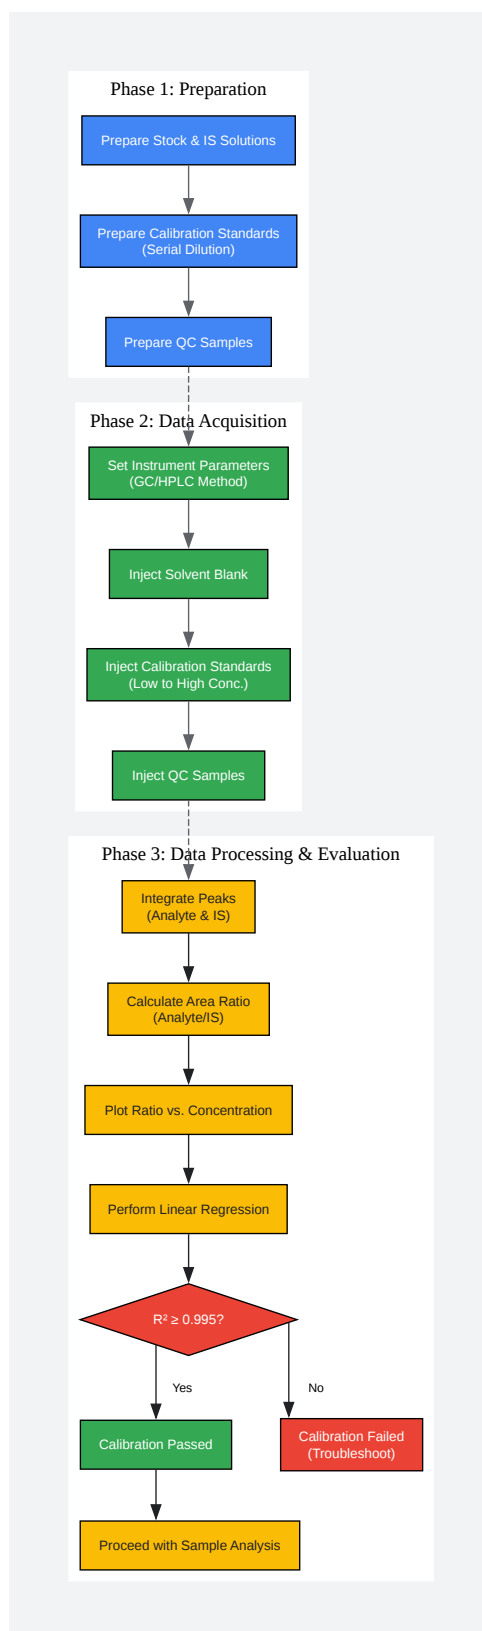 Phase 1: Preparation
Prepare Stock & IS Solutions
Prepare Calibration Standards
(Serial Dilution)
Prepare QC Samples
Phase 2: Data Acquisition
Set Instrument Parameters
(GC/HPLC Method)
Inject Solvent Blank
Inject Calibration Standards
(Low to High Conc.)
Inject QC Samples
Phase 3: Data Processing & Evaluation
Integrate Peaks
(Analyte & IS)
Calculate Area Ratio
(Analyte/IS)
Plot Ratio vs. Concentration
Perform Linear Regression
R² ≥ 0.995?
Yes
No
Calibration Passed
Calibration Failed
(Troubleshoot)
Proceed with Sample Analysis